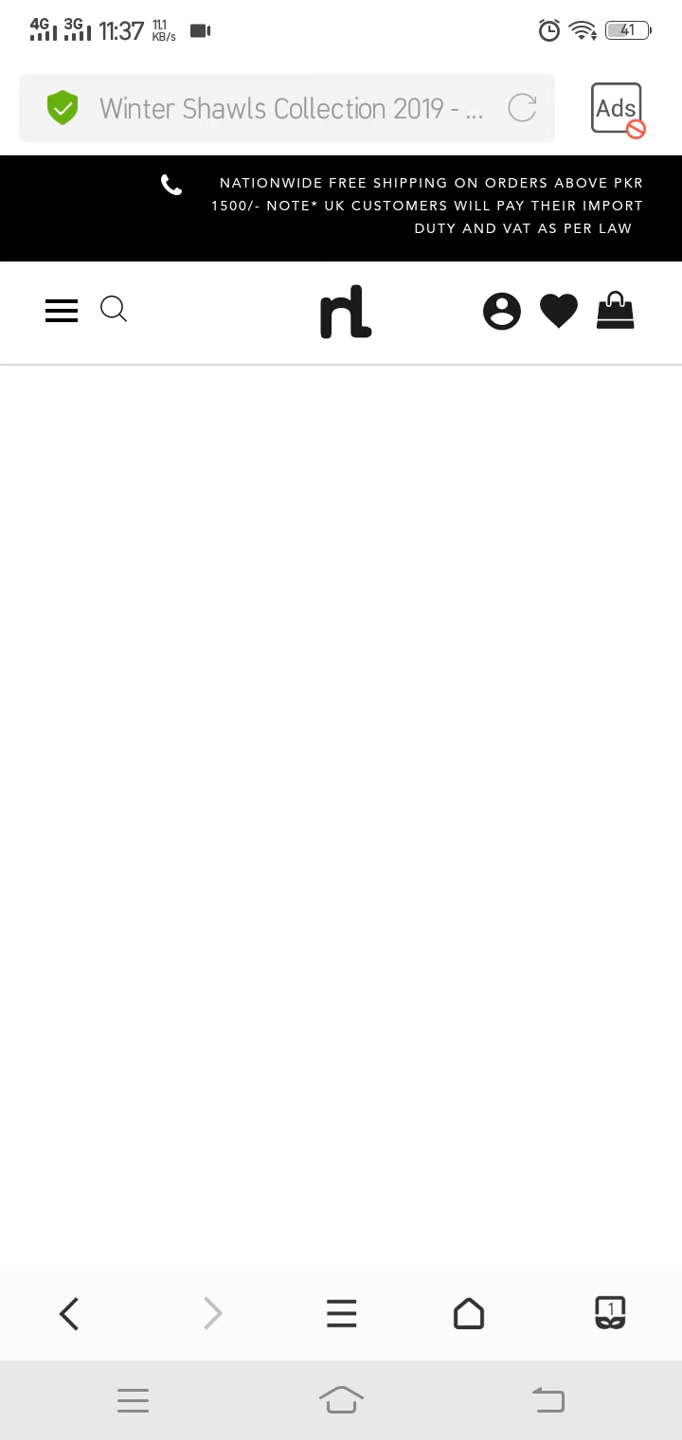 4G 3G 11:37 11.1 KB/s 41
Winter Shawls Collection 2019 - ...
Ads
NATIONWIDE FREE SHIPPING ON ORDERS ABOVE PKR
1500/- NOTE* UK CUSTOMERS WILL PAY THEIR IMPORT
DUTY AND VAT AS PER LAW
nL
1